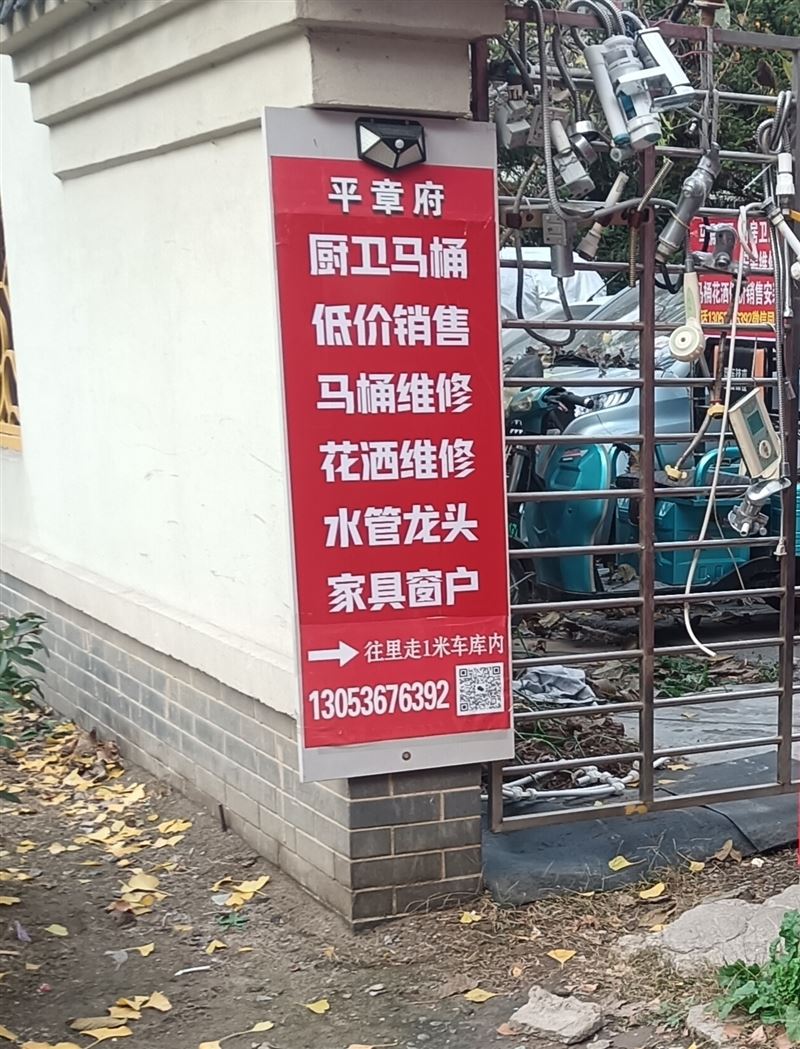 平章府
厨卫马桶
低价销售
马桶维修
花洒维修
水管龙头
家具窗户
往里走1米车库内
13053676392